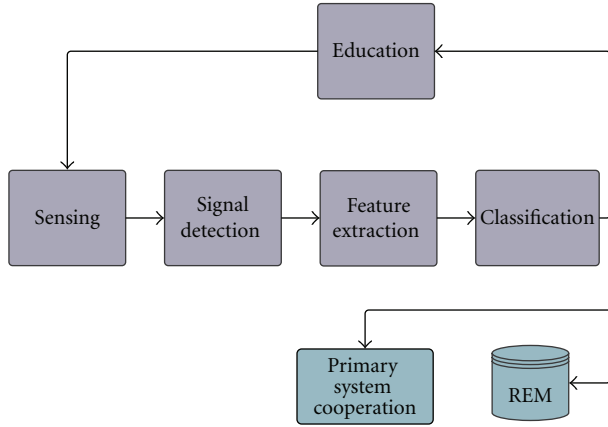 Education
Sensing
Signal
detection
Feature
extraction
Classification
Primary
system
cooperation
REM